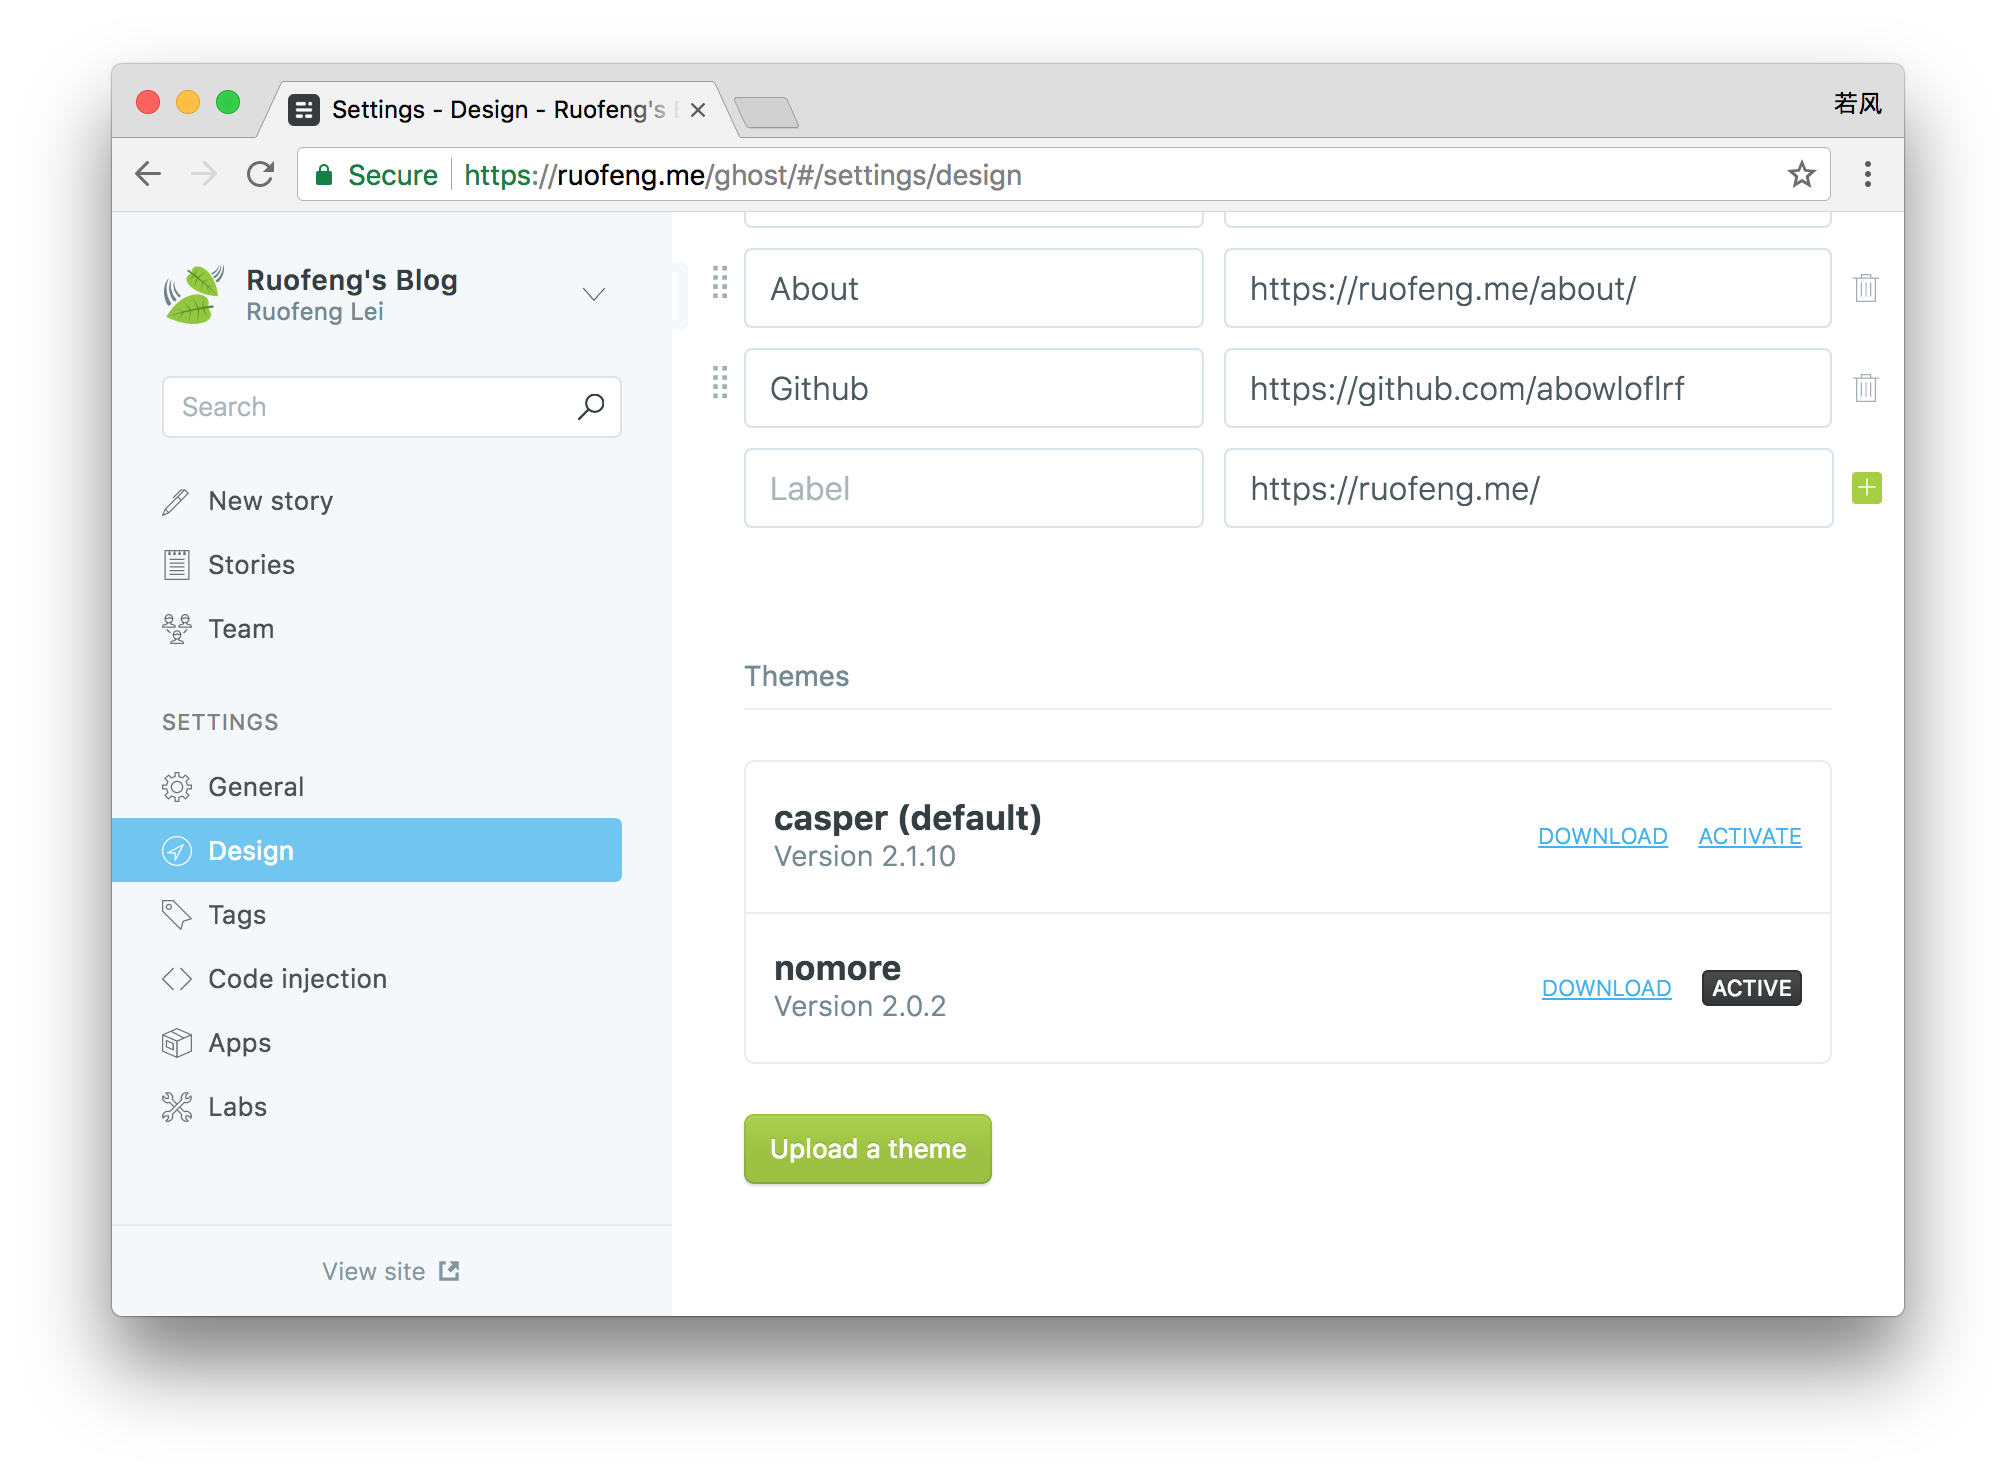 Settings - Design - Ruofeng's
若风
Secure
https://ruofeng.me/ghost/#/settings/design
Ruofeng's Blog
Ruofeng Lei
Search
New story
Stories
Team
SETTINGS
General
Design
Tags
Code injection
Apps
Labs
View site
About
https://ruofeng.me/about/
Github
https://github.com/abowloflrf
Label
https://ruofeng.me/
Themes
casper (default)
Version 2.1.10
DOWNLOAD ACTIVATE
nomore
Version 2.0.2
DOWNLOAD ACTIVE
Upload a theme